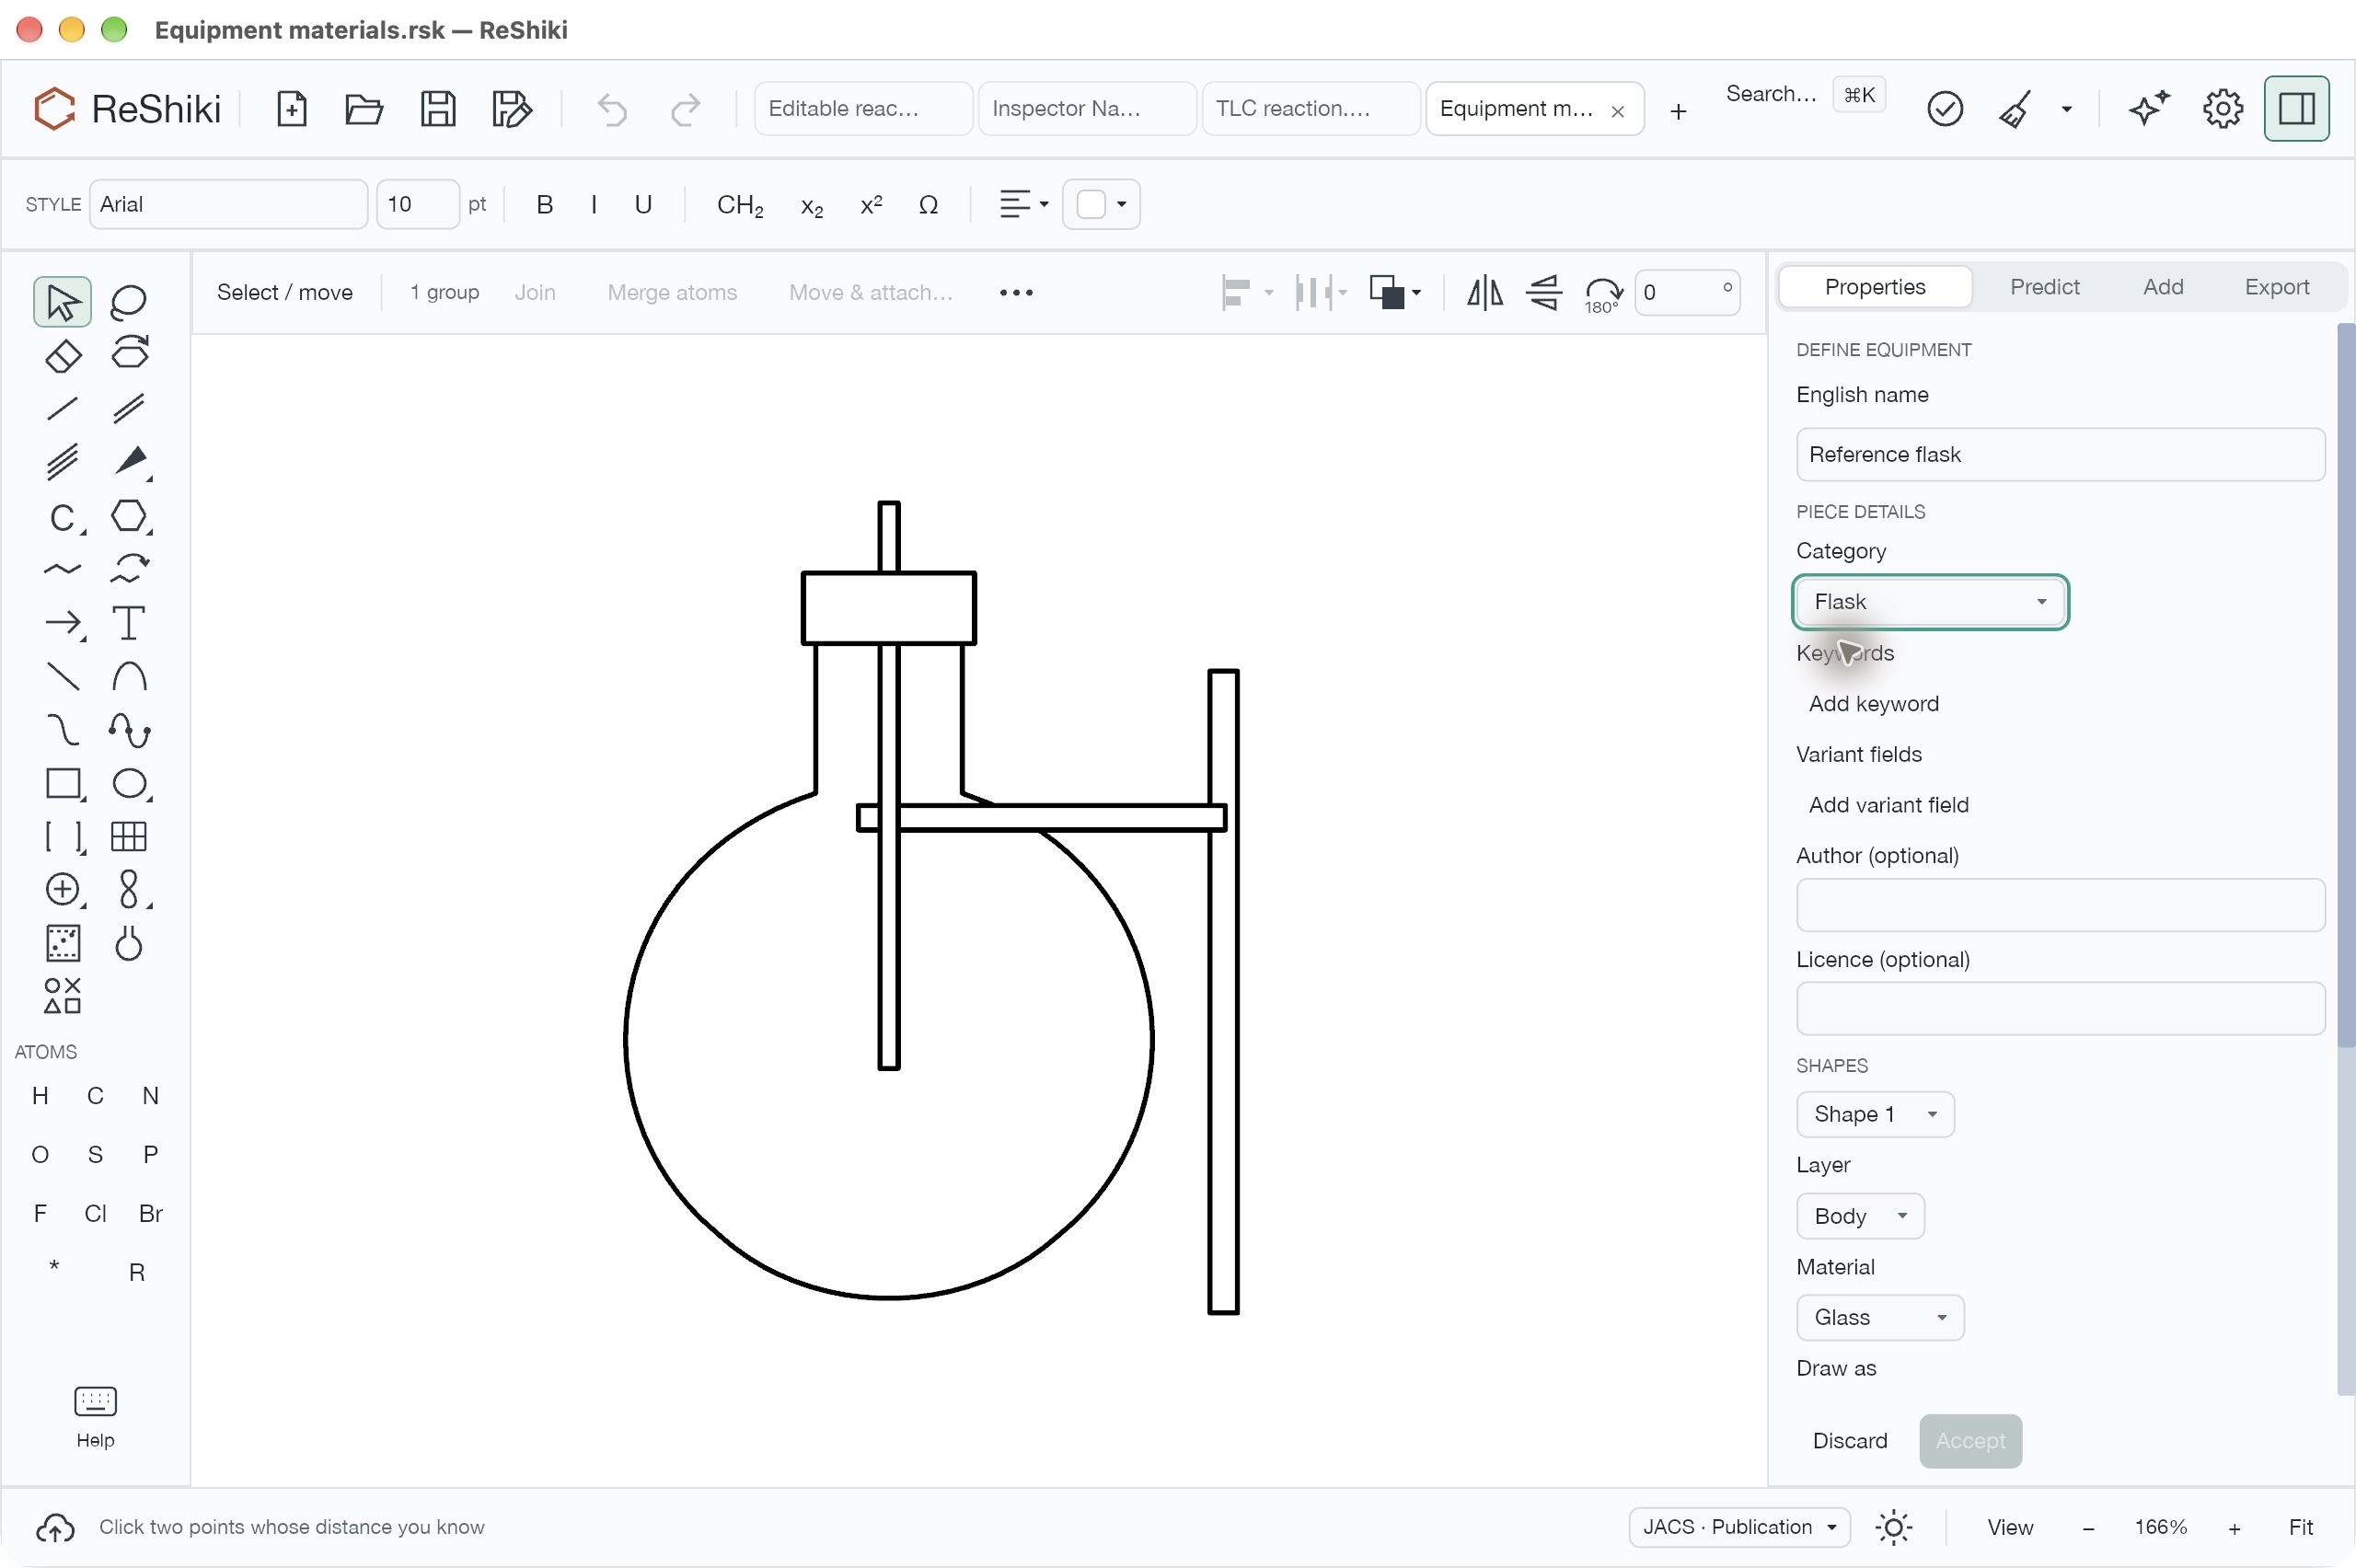 Equipment materials.rsk — ReShiki
ReShiki
Editable reac...
Inspector Na...
TLC reaction....
Equipment m...
Search...
⌘K
STYLE
Arial
10
pt
B
I
U
CH₂
x₂
x²
Ω
Select / move
1 group
Join
Merge atoms
Move & attach...
180°
0
°
Properties
Predict
Add
Export
DEFINE EQUIPMENT
English name
Reference flask
PIECE DETAILS
Category
Flask
Keywords
Add keyword
Variant fields
Add variant field
Author (optional)
Licence (optional)
SHAPES
Shape 1
Layer
Body
Material
Glass
Draw as
Discard
Accept
C
T
ATOMS
H C N
O S P
F Cl Br
* R
Help
Click two points whose distance you know
JACS · Publication
View
− 166% +
Fit